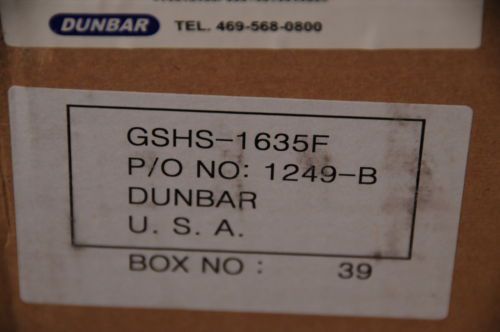 DUNBAR TEL. 469-568-0800
GSHS-1635F
P/O NO: 1249-B
DUNBAR
U. S. A.
BOX NO : 39